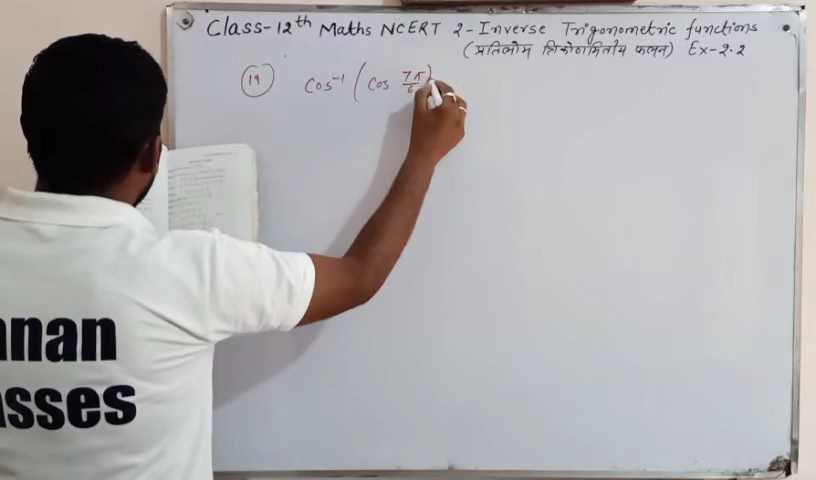 Class-12th Maths NCERT 2-Inverse Trigonometric functions
(प्रतिलोम त्रिकोणमितीय फलन) Ex-2.2
19 cos⁻¹ (cos 7π/6)
nan
sses